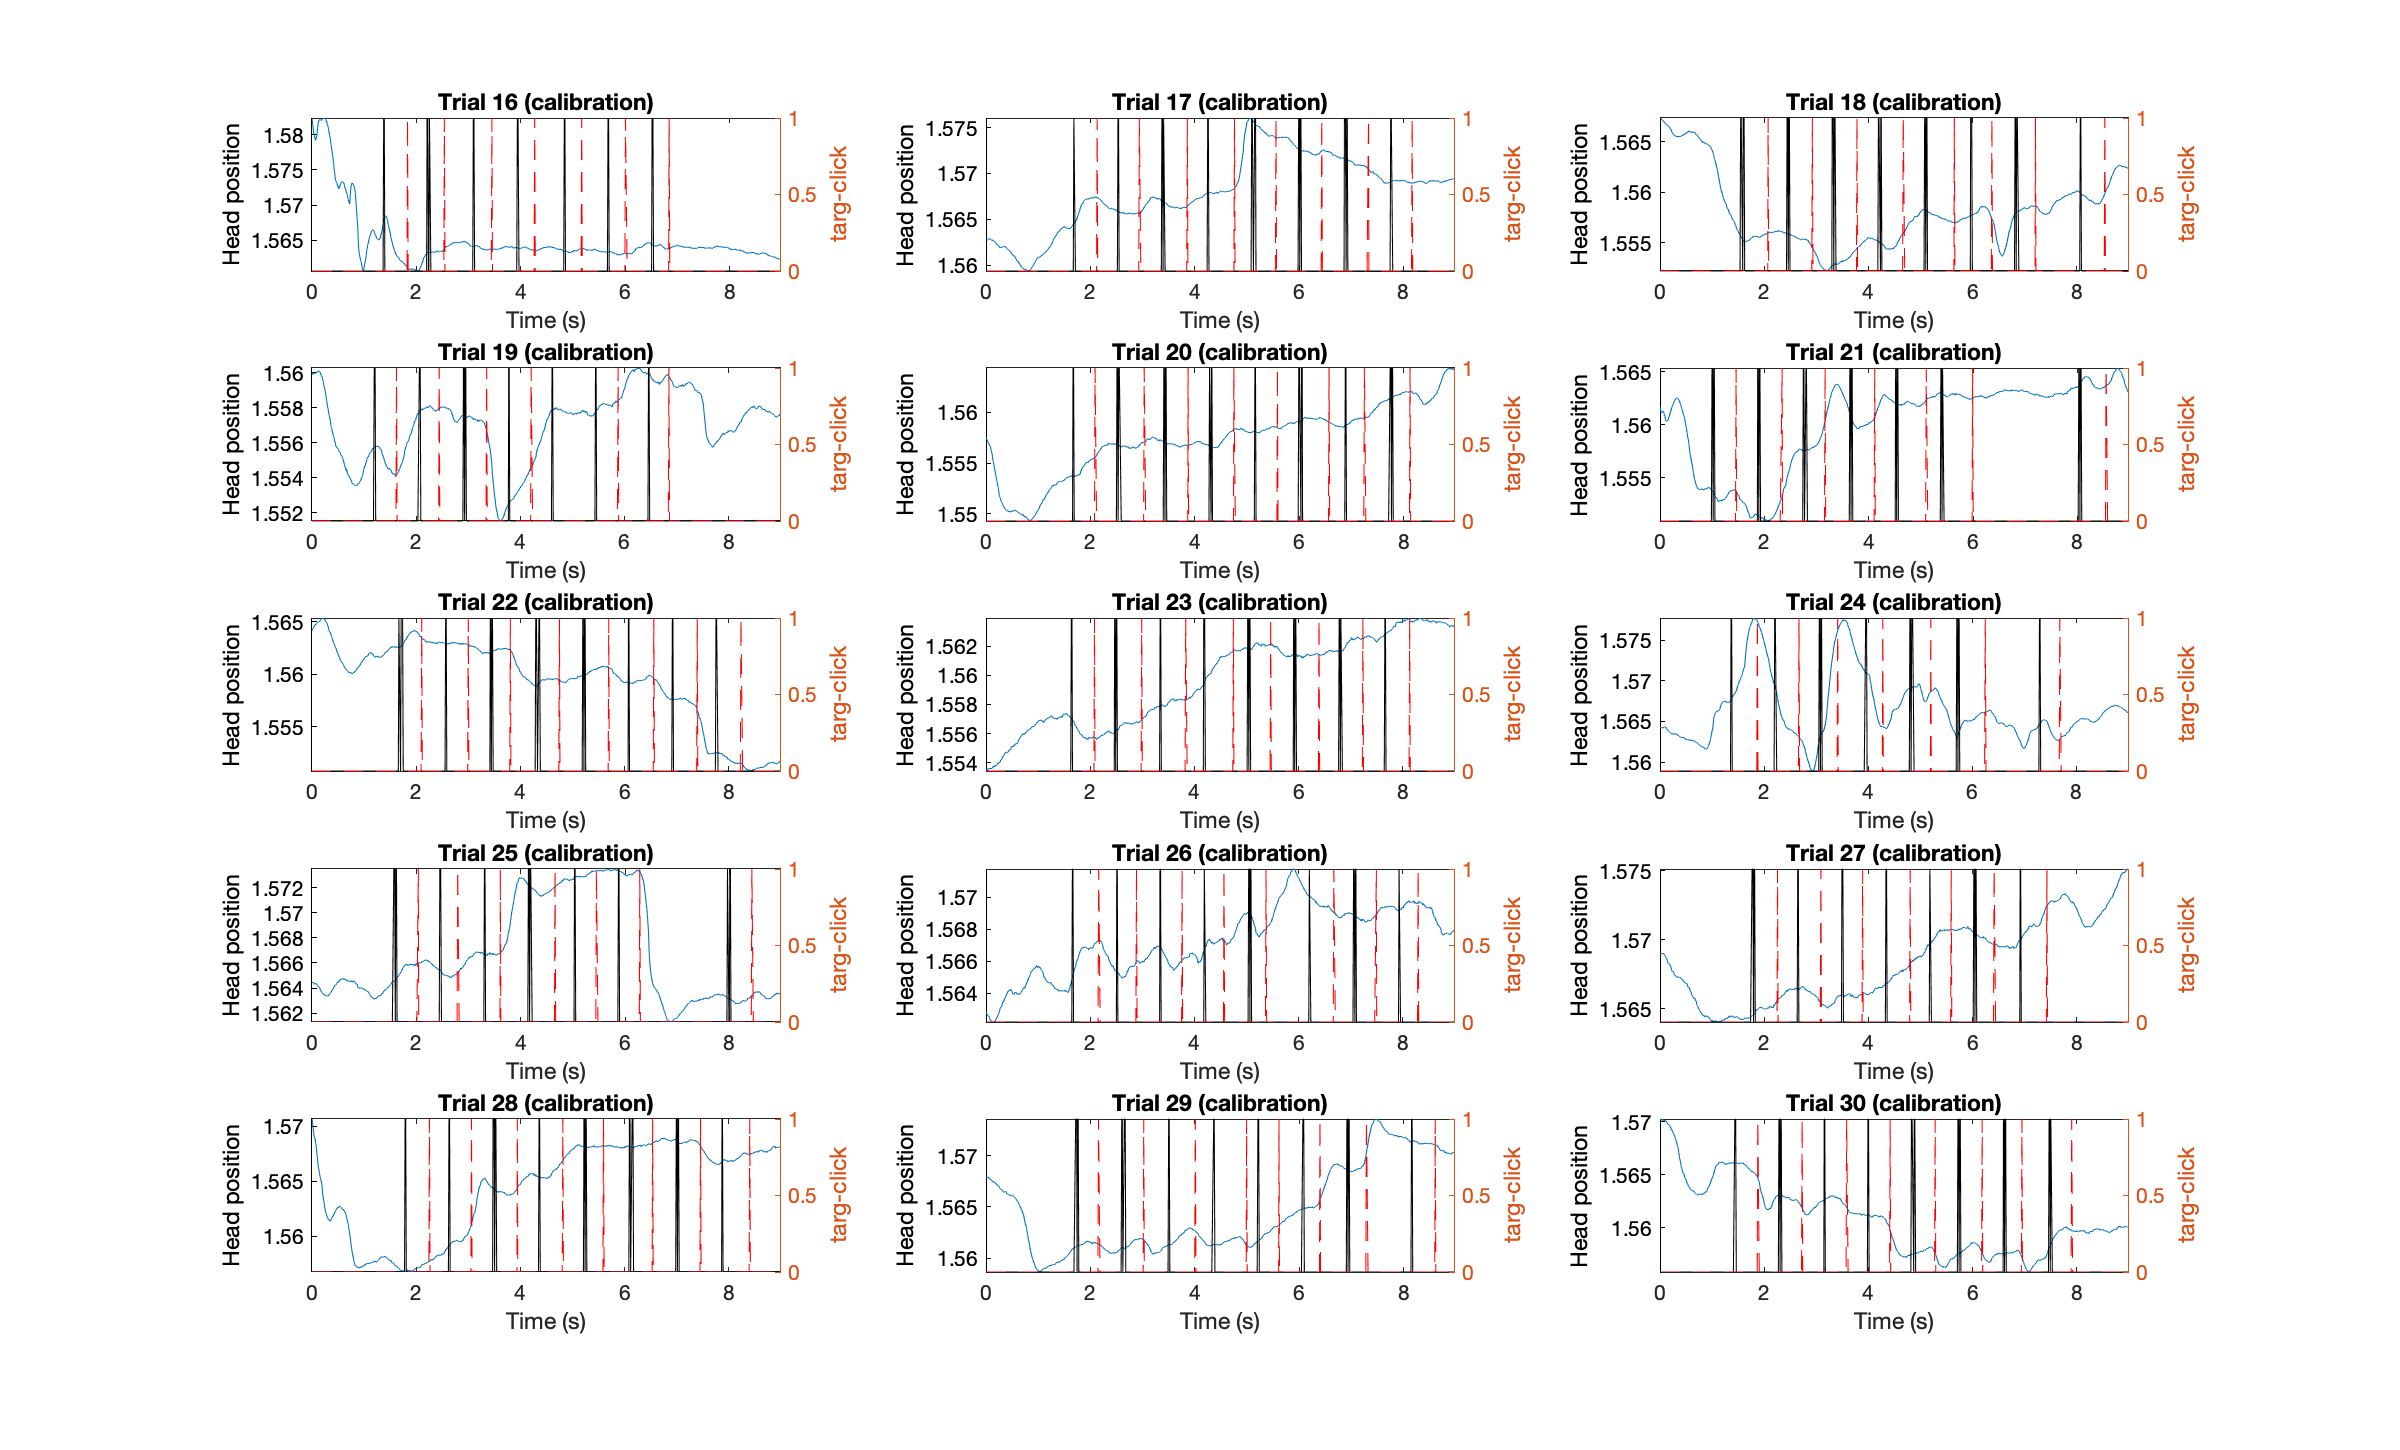 Trial 16 (calibration)
Head position
1.58
1.575
1.57
1.565
1
0.5
0
targ-click
0 2 4 6 8
Time (s)
Trial 17 (calibration)
Head position
1.575
1.57
1.565
1.56
1
0.5
0
targ-click
0 2 4 6 8
Time (s)
Trial 18 (calibration)
Head position
1.565
1.56
1.555
1
0.5
0
targ-click
0 2 4 6 8
Time (s)
Trial 19 (calibration)
Head position
1.56
1.558
1.556
1.554
1.552
1
0.5
0
targ-click
0 2 4 6 8
Time (s)
Trial 20 (calibration)
Head position
1.56
1.555
1.55
1
0.5
0
targ-click
0 2 4 6 8
Time (s)
Trial 21 (calibration)
Head position
1.565
1.56
1.555
1
0.5
0
targ-click
0 2 4 6 8
Time (s)
Trial 22 (calibration)
Head position
1.565
1.56
1.555
1
0.5
0
targ-click
0 2 4 6 8
Time (s)
Trial 23 (calibration)
Head position
1.562
1.56
1.558
1.556
1.554
1
0.5
0
targ-click
0 2 4 6 8
Time (s)
Trial 24 (calibration)
Head position
1.575
1.57
1.565
1.56
1
0.5
0
targ-click
0 2 4 6 8
Time (s)
Trial 25 (calibration)
Head position
1.572
1.57
1.568
1.566
1.564
1.562
1
0.5
0
targ-click
0 2 4 6 8
Time (s)
Trial 26 (calibration)
Head position
1.57
1.568
1.566
1.564
1
0.5
0
targ-click
0 2 4 6 8
Time (s)
Trial 27 (calibration)
Head position
1.575
1.57
1.565
1
0.5
0
targ-click
0 2 4 6 8
Time (s)
Trial 28 (calibration)
Head position
1.57
1.565
1.56
1
0.5
0
targ-click
0 2 4 6 8
Time (s)
Trial 29 (calibration)
Head position
1.57
1.565
1.56
1
0.5
0
targ-click
0 2 4 6 8
Time (s)
Trial 30 (calibration)
Head position
1.57
1.565
1.56
1
0.5
0
targ-click
0 2 4 6 8
Time (s)